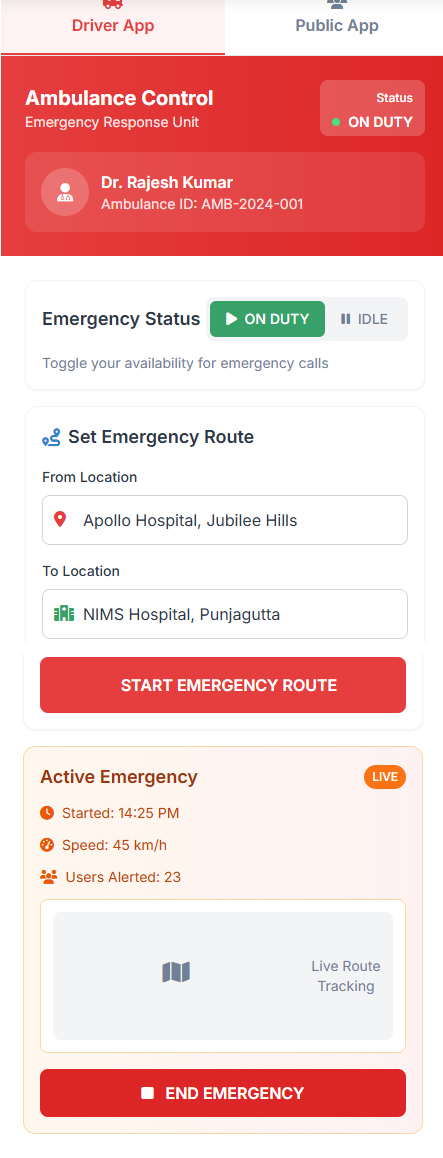 Driver App
Public App
Ambulance Control
Emergency Response Unit
Status
ON DUTY
Dr. Rajesh Kumar
Ambulance ID: AMB-2024-001
Emergency Status
ON DUTY
IDLE
Toggle your availability for emergency calls
Set Emergency Route
From Location
Apollo Hospital, Jubilee Hills
To Location
NIMS Hospital, Punjagutta
START EMERGENCY ROUTE
Active Emergency
LIVE
Started: 14:25 PM
Speed: 45 km/h
Users Alerted: 23
Live Route
Tracking
END EMERGENCY